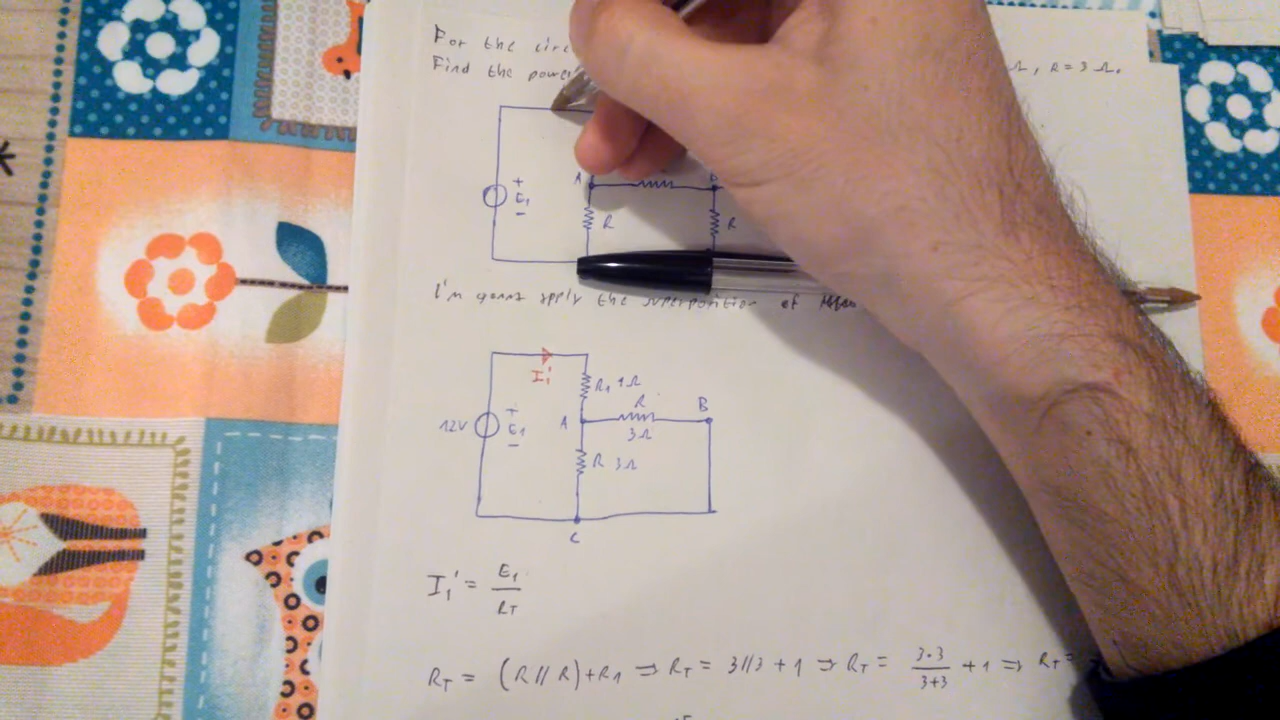 For the
Find the power Ω, R = 3 Ω.
+
E1
-
A
B
R
R
I'm gonna apply the superposition of
I1'
R1 1Ω
R
B
12V
+
E1
-
A
3Ω
R 3Ω
C
I1' = E1 / RT
RT = (R // R) + R1 ⇒ RT = 3//3 + 1 ⇒ RT = 3•3 / 3+3 + 1 ⇒ RT =